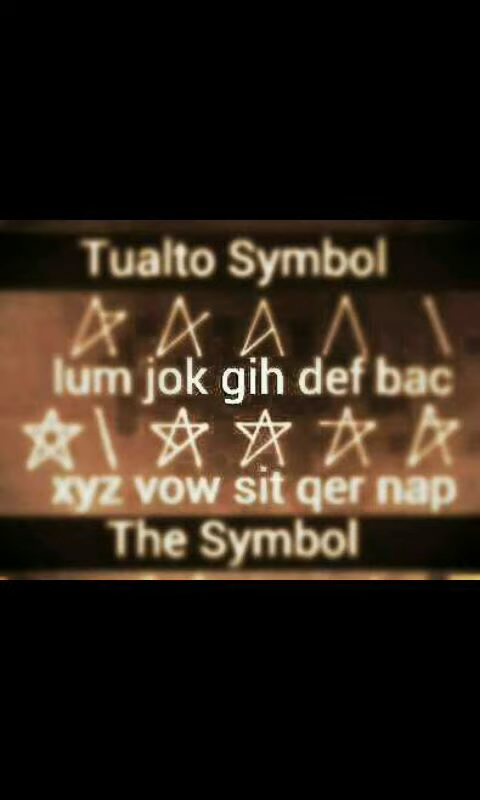 Tualto Symbol
lum jok gih def bac
xyz vow sit qer nap
The Symbol